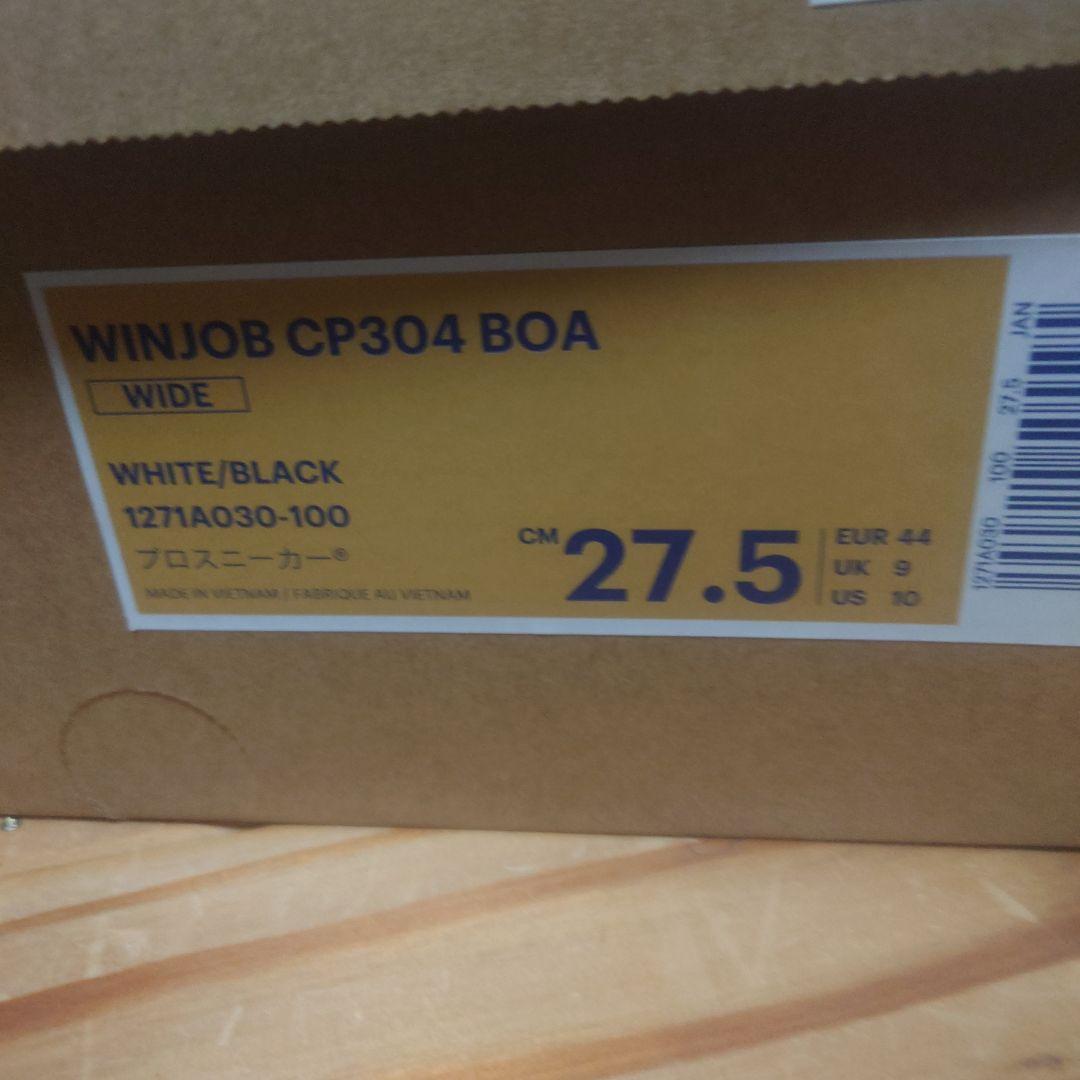 WINJOB CP304 BOA
WIDE
WHITE/BLACK
1271A030-100
プロスニーカー®
MADE IN VIETNAM / FABRIQUE AU VIETNAM
CM 27.5
EUR 44
UK 9
US 10
1271A030 100 27.5 JAN